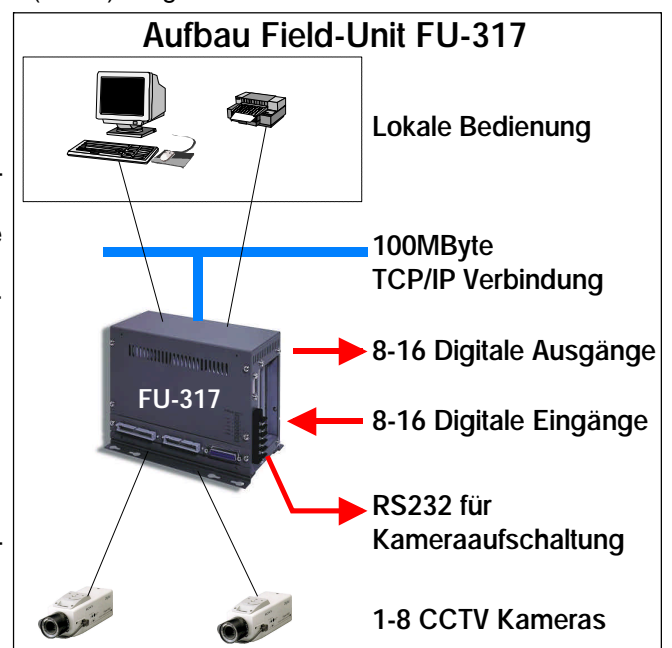 Aufbau Field-Unit FU-317
Lokale Bedienung
100MByte
TCP/IP Verbindung
8-16 Digitale Ausgänge
FU-317
8-16 Digitale Eingänge
RS232 für
Kameraaufschaltung
1-8 CCTV Kameras